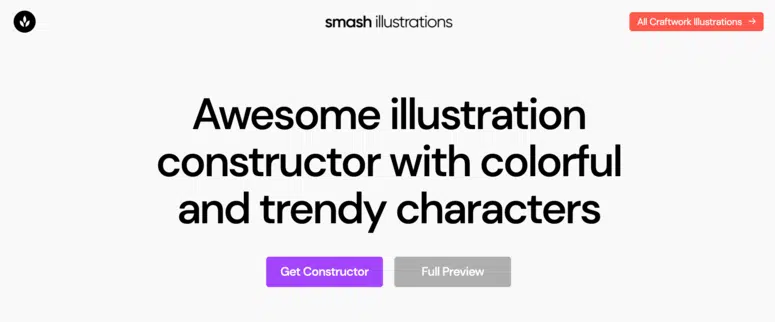 smash illustrations
All Craftwork Illustrations →
Awesome illustration
constructor with colorful
and trendy characters
Get Constructor
Full Preview